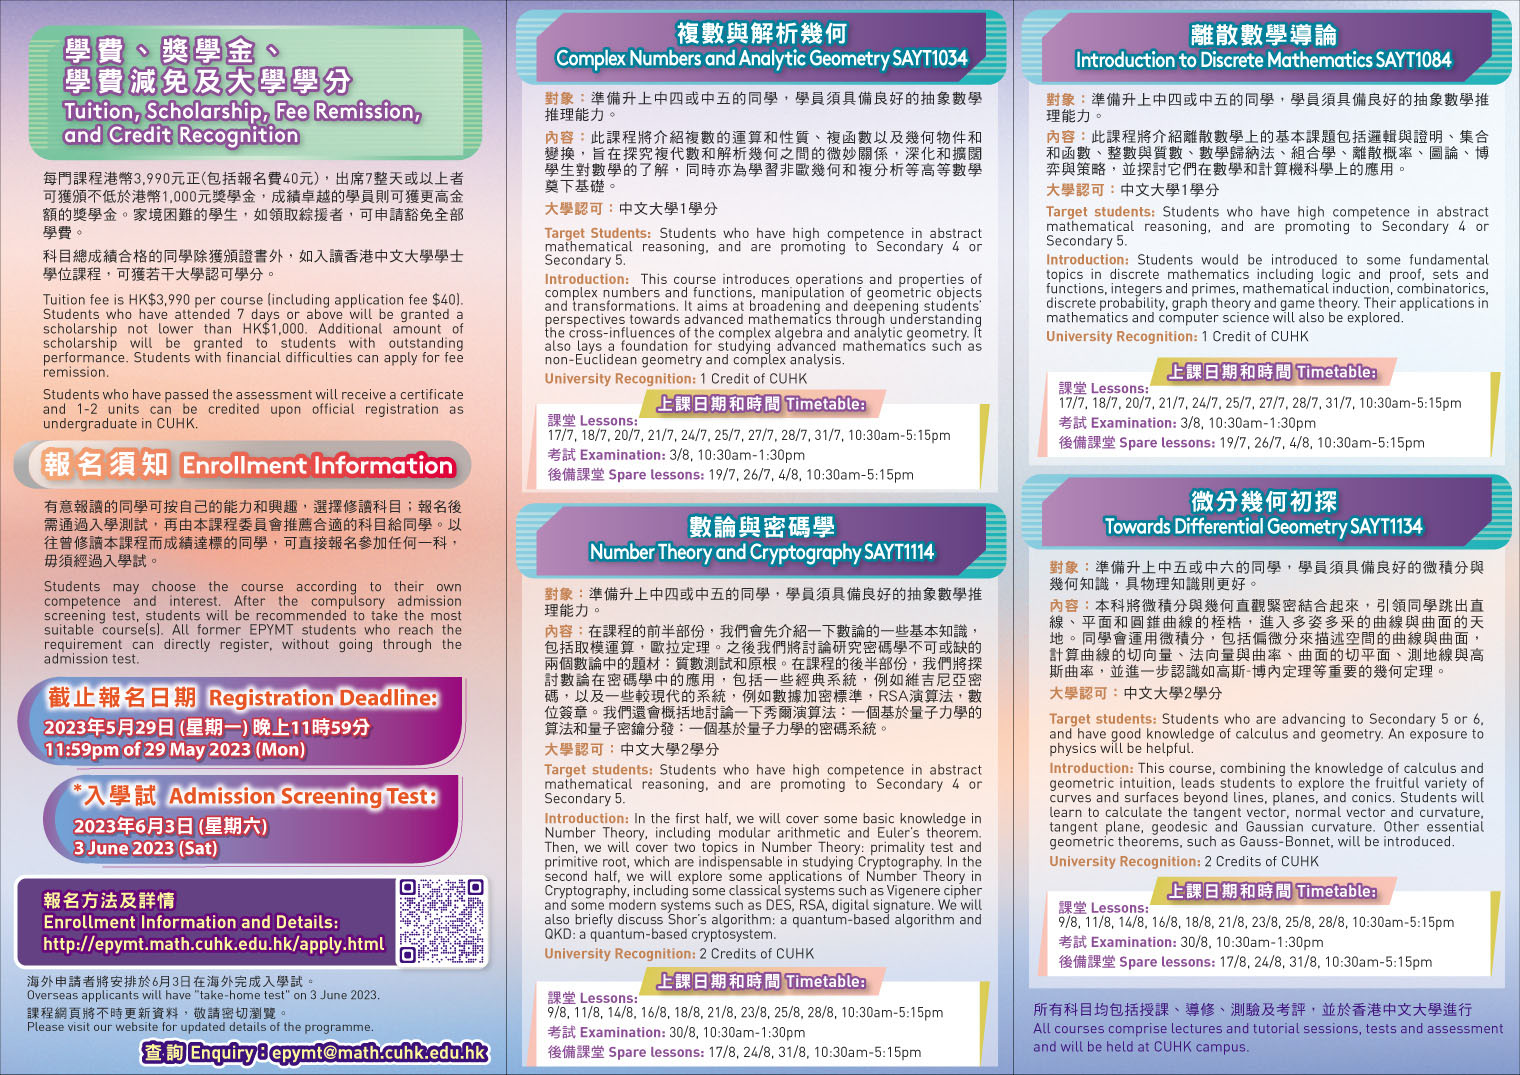 學費、獎學金、
學費減免及大學學分
Tuition, Scholarship, Fee Remission,
and Credit Recognition
每門課程港幣3,990元正(包括報名費40元)，出席7整天或以上者
可獲頒不低於港幣1,000元獎學金，成績卓越的學員則可獲更高金
額的獎學金。家境困難的學生，如領取綜援者，可申請豁免全部
學費。
科目總成績合格的同學除獲頒證書外，如入讀香港中文大學學士
學位課程，可獲若干大學認可學分。
Tuition fee is HK$3,990 per course (including application fee $40).
Students who have attended 7 days or above will be granted a
scholarship not lower than HK$1,000. Additional amount of
scholarship will be granted to students with outstanding
performance. Students with financial difficulties can apply for fee
remission.
Students who have passed the assessment will receive a certificate
and 1-2 units can be credited upon official registration as
undergraduate in CUHK.
報名須知 Enrollment Information
有意報讀的同學可按自己的能力和興趣，選擇修讀科目；報名後
需通過入學測試，再由本課程委員會推薦合適的科目給同學。以
往曾修讀本課程而成績達標的同學，可直接報名參加任何一科，
毋須經過入學試。
Students may choose the course according to their own
competence and interest. After the compulsory admission
screening test, students will be recommended to take the most
suitable course(s). All former EPYMT students who reach the
requirement can directly register, without going through the
admission test.
截止報名日期 Registration Deadline:
2023年5月29日 (星期一) 晚上11時59分
11:59pm of 29 May 2023 (Mon)
*入學試 Admission Screening Test:
2023年6月3日 (星期六)
3 June 2023 (Sat)
報名方法及詳情
Enrollment Information and Details:
http://epymt.math.cuhk.edu.hk/apply.html
海外申請者將安排於6月3日在海外完成入學試。
Overseas applicants will have "take-home test" on 3 June 2023.
課程網頁將不時更新資料，敬請密切瀏覽。
Please visit our website for updated details of the programme.
查詢 Enquiry：epymt@math.cuhk.edu.hk
複數與解析幾何
Complex Numbers and Analytic Geometry SAYT1034
對象：準備升上中四或中五的同學，學員須具備良好的抽象數學
推理能力。
內容：此課程將介紹複數的運算和性質、複函數以及幾何物件和
變換，旨在探究複代數和解析幾何之間的微妙關係，深化和擴闊
學生對數學的了解，同時亦為學習非歐幾何和複分析等高等數學
奠下基礎。
大學認可：中文大學1學分
Target Students: Students who have high competence in abstract
mathematical reasoning, and are promoting to Secondary 4 or
Secondary 5.
Introduction: This course introduces operations and properties of
complex numbers and functions, manipulation of geometric objects
and transformations. It aims at broadening and deepening students'
perspectives towards advanced mathematics through understanding
the cross-influences of the complex algebra and analytic geometry. It
also lays a foundation for studying advanced mathematics such as
non-Euclidean geometry and complex analysis.
University Recognition: 1 Credit of CUHK
上課日期和時間 Timetable:
課堂 Lessons:
17/7, 18/7, 20/7, 21/7, 24/7, 25/7, 27/7, 28/7, 31/7, 10:30am-5:15pm
考試 Examination: 3/8, 10:30am-1:30pm
後備課堂 Spare lessons: 19/7, 26/7, 4/8, 10:30am-5:15pm
數論與密碼學
Number Theory and Cryptography SAYT1114
對象：準備升上中四或中五的同學，學員須具備良好的抽象數學推
理能力。
內容：在課程的前半部份，我們會先介紹一下數論的一些基本知識，
包括取模運算，歐拉定理。之後我們將討論研究密碼學不可或缺的
兩個數論中的題材：質數測試和原根。在課程的後半部份，我們將探
討數論在密碼學中的應用，包括一些經典系統，例如維吉尼亞密
碼，以及一些較現代的系統，例如數據加密標準，RSA演算法，數
位簽章。我們還會概括地討論一下秀爾演算法：一個基於量子力學的
算法和量子密鑰分發：一個基於量子力學的密碼系統。
大學認可：中文大學2學分
Target students: Students who have high competence in abstract
mathematical reasoning, and are promoting to Secondary 4 or
Secondary 5.
Introduction: In the first half, we will cover some basic knowledge in
Number Theory, including modular arithmetic and Euler's theorem.
Then, we will cover two topics in Number Theory: primality test and
primitive root, which are indispensable in studying Cryptography. In the
second half, we will explore some applications of Number Theory in
Cryptography, including some classical systems such as Vigenere cipher
and some modern systems such as DES, RSA, digital signature. We will
also briefly discuss Shor's algorithm: a quantum-based algorithm and
QKD: a quantum-based cryptosystem.
University Recognition: 2 Credits of CUHK
上課日期和時間 Timetable:
課堂 Lessons:
9/8, 11/8, 14/8, 16/8, 18/8, 21/8, 23/8, 25/8, 28/8, 10:30am-5:15pm
考試 Examination: 30/8, 10:30am-1:30pm
後備課堂 Spare lessons: 17/8, 24/8, 31/8, 10:30am-5:15pm
離散數學導論
Introduction to Discrete Mathematics SAYT1084
對象：準備升上中四或中五的同學，學員須具備良好的抽象數學推
理能力。
內容：此課程將介紹離散數學上的基本課題包括邏輯與證明、集合
和函數、整數與質數、數學歸納法、組合學、離散概率、圖論、博
弈與策略，並探討它們在數學和計算機科學上的應用。
大學認可：中文大學1學分
Target students: Students who have high competence in abstract
mathematical reasoning, and are promoting to Secondary 4 or
Secondary 5.
Introduction: Students would be introduced to some fundamental
topics in discrete mathematics including logic and proof, sets and
functions, integers and primes, mathematical induction, combinatorics,
discrete probability, graph theory and game theory. Their applications in
mathematics and computer science will also be explored.
University Recognition: 1 Credit of CUHK
上課日期和時間 Timetable:
課堂 Lessons:
17/7, 18/7, 20/7, 21/7, 24/7, 25/7, 27/7, 28/7, 31/7, 10:30am-5:15pm
考試 Examination: 3/8, 10:30am-1:30pm
後備課堂 Spare lessons: 19/7, 26/7, 4/8, 10:30am-5:15pm
微分幾何初探
Towards Differential Geometry SAYT1134
對象：準備升上中五或中六的同學，學員須具備良好的微積分與
幾何知識，具物理知識則更好。
內容：本科將微積分與幾何直觀緊密結合起來，引領同學跳出直
線、平面和圓錐曲線的桎梏，進入多姿多釆的曲線與曲面的天
地。同學會運用微積分，包括偏微分來描述空間的曲線與曲面，
計算曲線的切向量、法向量與曲率、曲面的切平面、測地線與高
斯曲率，並進一步認識如高斯-博內定理等重要的幾何定理。
大學認可：中文大學2學分
Target students: Students who are advancing to Secondary 5 or 6,
and have good knowledge of calculus and geometry. An exposure to
physics will be helpful.
Introduction: This course, combining the knowledge of calculus and
geometric intuition, leads students to explore the fruitful variety of
curves and surfaces beyond lines, planes, and conics. Students will
learn to calculate the tangent vector, normal vector and curvature,
tangent plane, geodesic and Gaussian curvature. Other essential
geometric theorems, such as Gauss-Bonnet, will be introduced.
University Recognition: 2 Credits of CUHK
上課日期和時間 Timetable:
課堂 Lessons:
9/8, 11/8, 14/8, 16/8, 18/8, 21/8, 23/8, 25/8, 28/8, 10:30am-5:15pm
考試 Examination: 30/8, 10:30am-1:30pm
後備課堂 Spare lessons: 17/8, 24/8, 31/8, 10:30am-5:15pm
所有科目均包括授課、導修、測驗及考評，並於香港中文大學進行
All courses comprise lectures and tutorial sessions, tests and assessment
and will be held at CUHK campus.